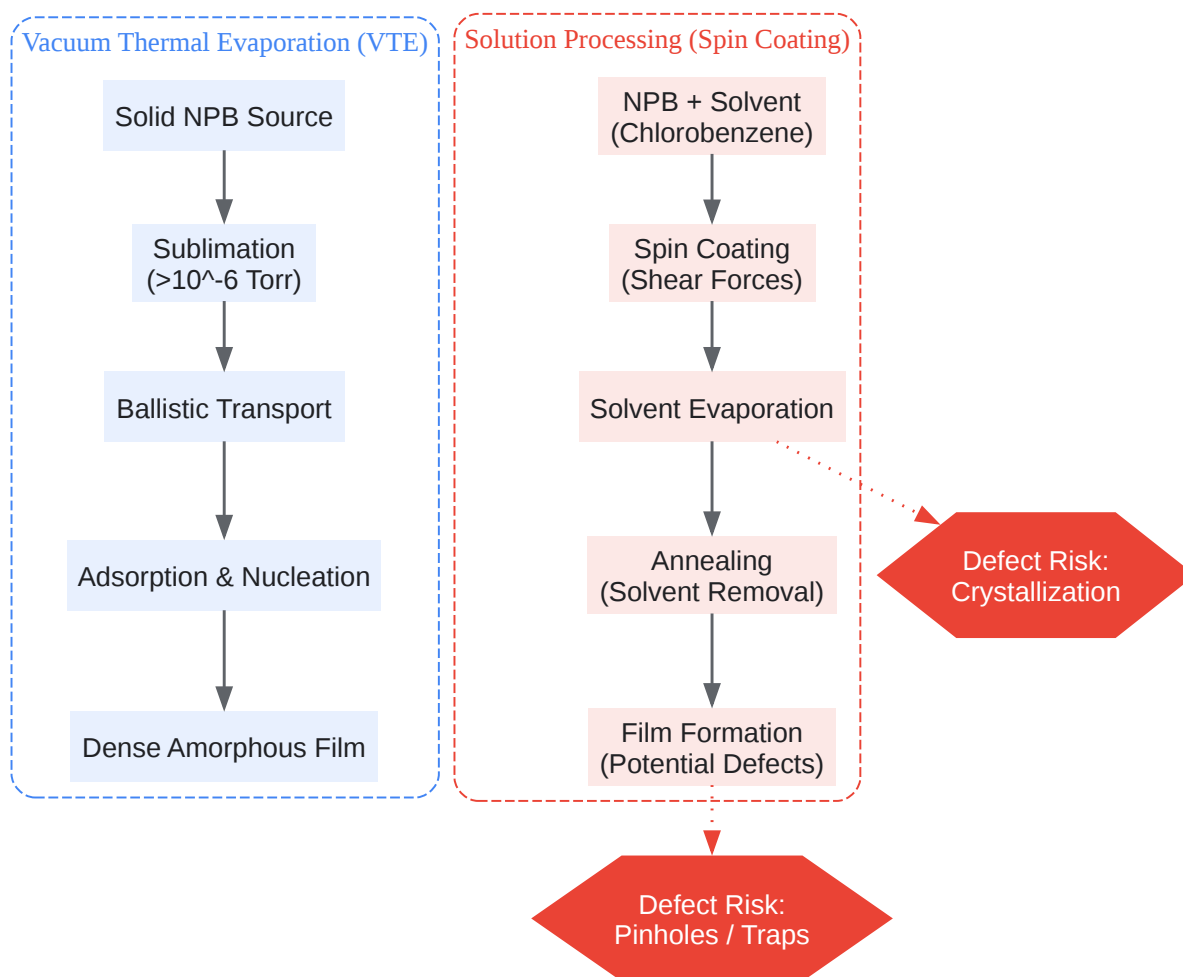 Vacuum Thermal Evaporation (VTE)
Solid NPB Source
Sublimation
(>10^-6 Torr)
Ballistic Transport
Adsorption & Nucleation
Dense Amorphous Film
Solution Processing (Spin Coating)
NPB + Solvent
(Chlorobenzene)
Spin Coating
(Shear Forces)
Solvent Evaporation
Annealing
(Solvent Removal)
Film Formation
(Potential Defects)
Defect Risk:
Crystallization
Defect Risk:
Pinholes / Traps